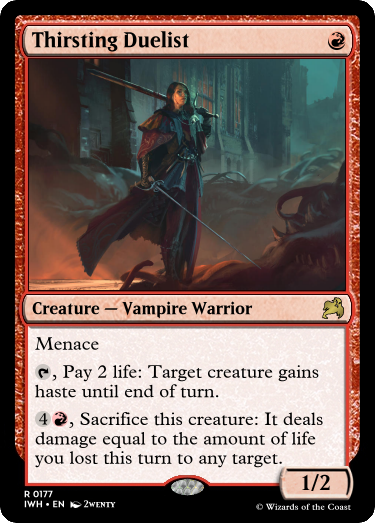 Thirsting Duelist
Creature — Vampire Warrior
Menace
, Pay 2 life: Target creature gains
haste until end of turn.
4, Sacrifice this creature: It deals
damage equal to the amount of life
you lost this turn to any target.
1/2
R 0177
IWH • EN 2WENTY
© Wizards of the Coast